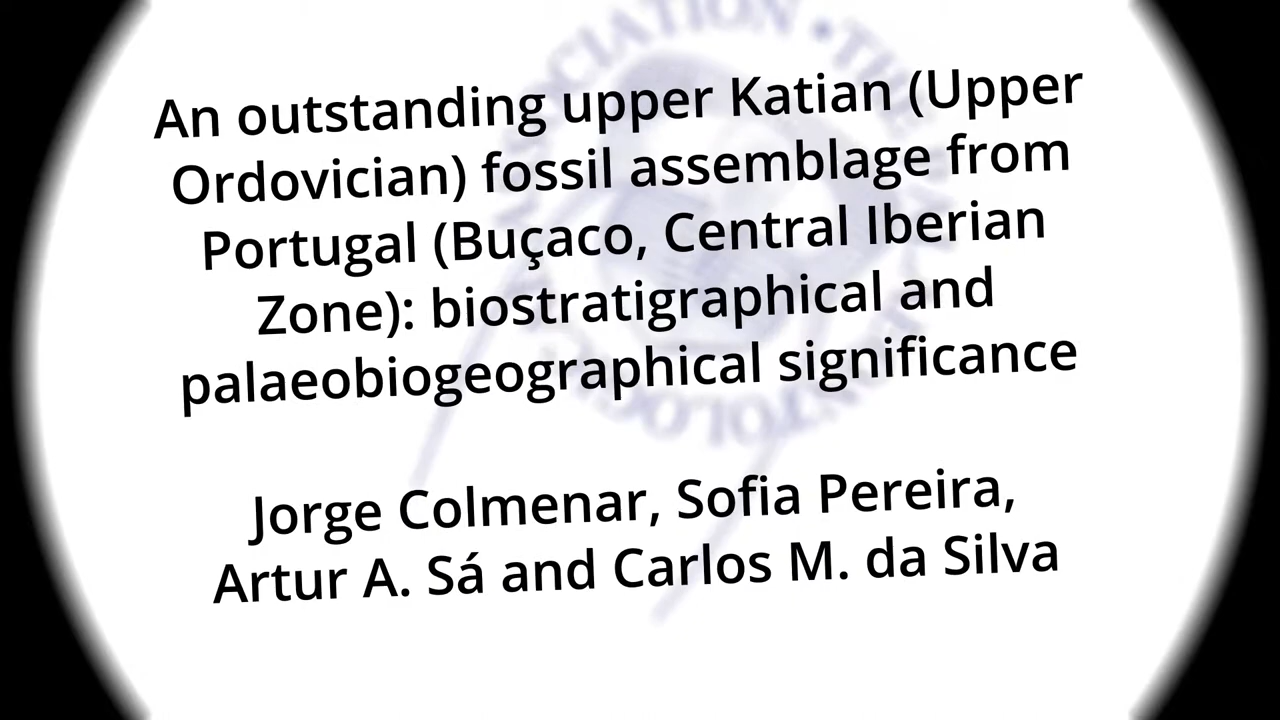 An outstanding upper Katian (Upper
Ordovician) fossil assemblage from
Portugal (Buçaco, Central Iberian
Zone): biostratigraphical and
palaeobiogeographical significance
Jorge Colmenar, Sofia Pereira,
Artur A. Sá and Carlos M. da Silva